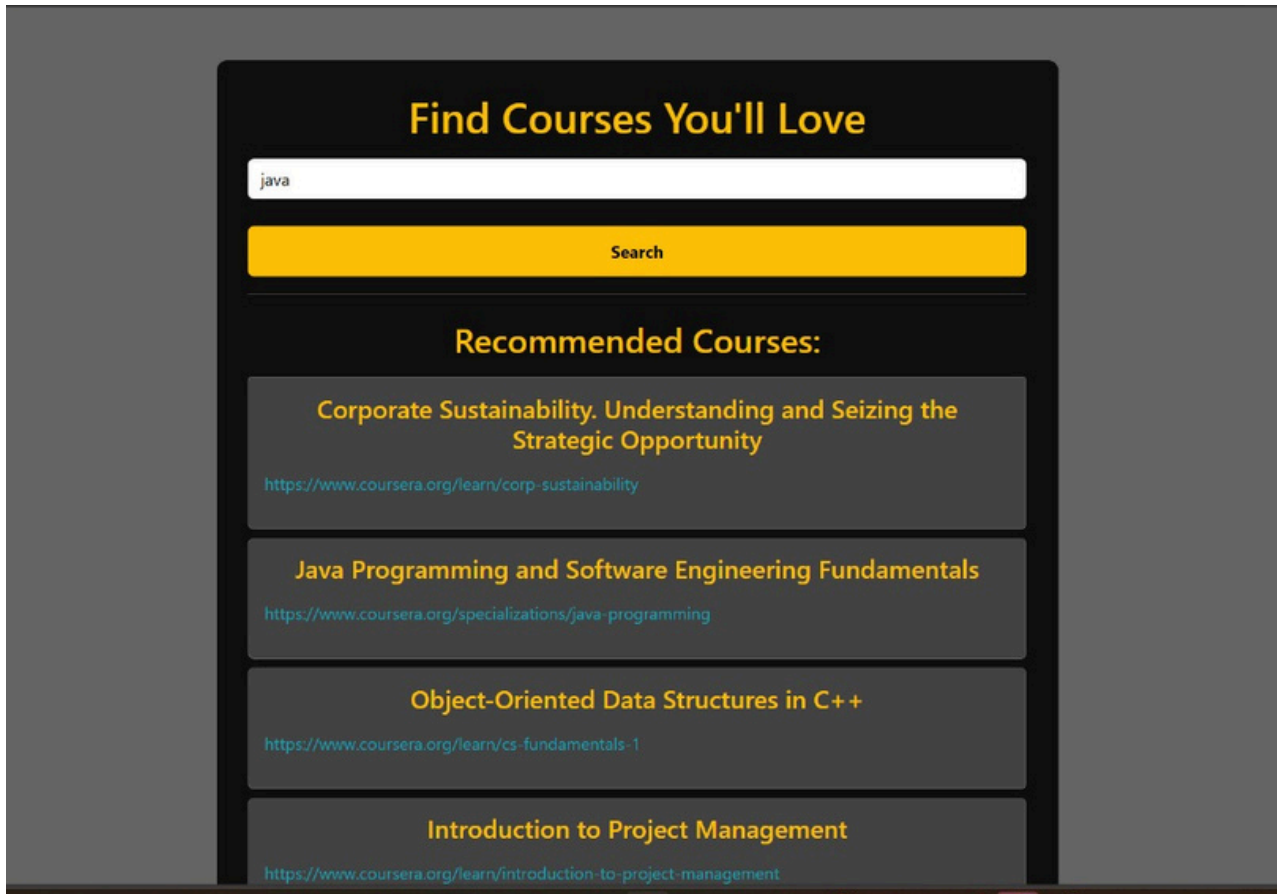 Find Courses You'll Love
java
Search
Recommended Courses:
Corporate Sustainability. Understanding and Seizing the
Strategic Opportunity
https://www.coursera.org/learn/corp-sustainability
Java Programming and Software Engineering Fundamentals
https://www.coursera.org/specializations/java-programming
Object-Oriented Data Structures in C++
https://www.coursera.org/learn/cs-fundamentals-1
Introduction to Project Management
https://www.coursera.org/learn/introduction-to-project-management